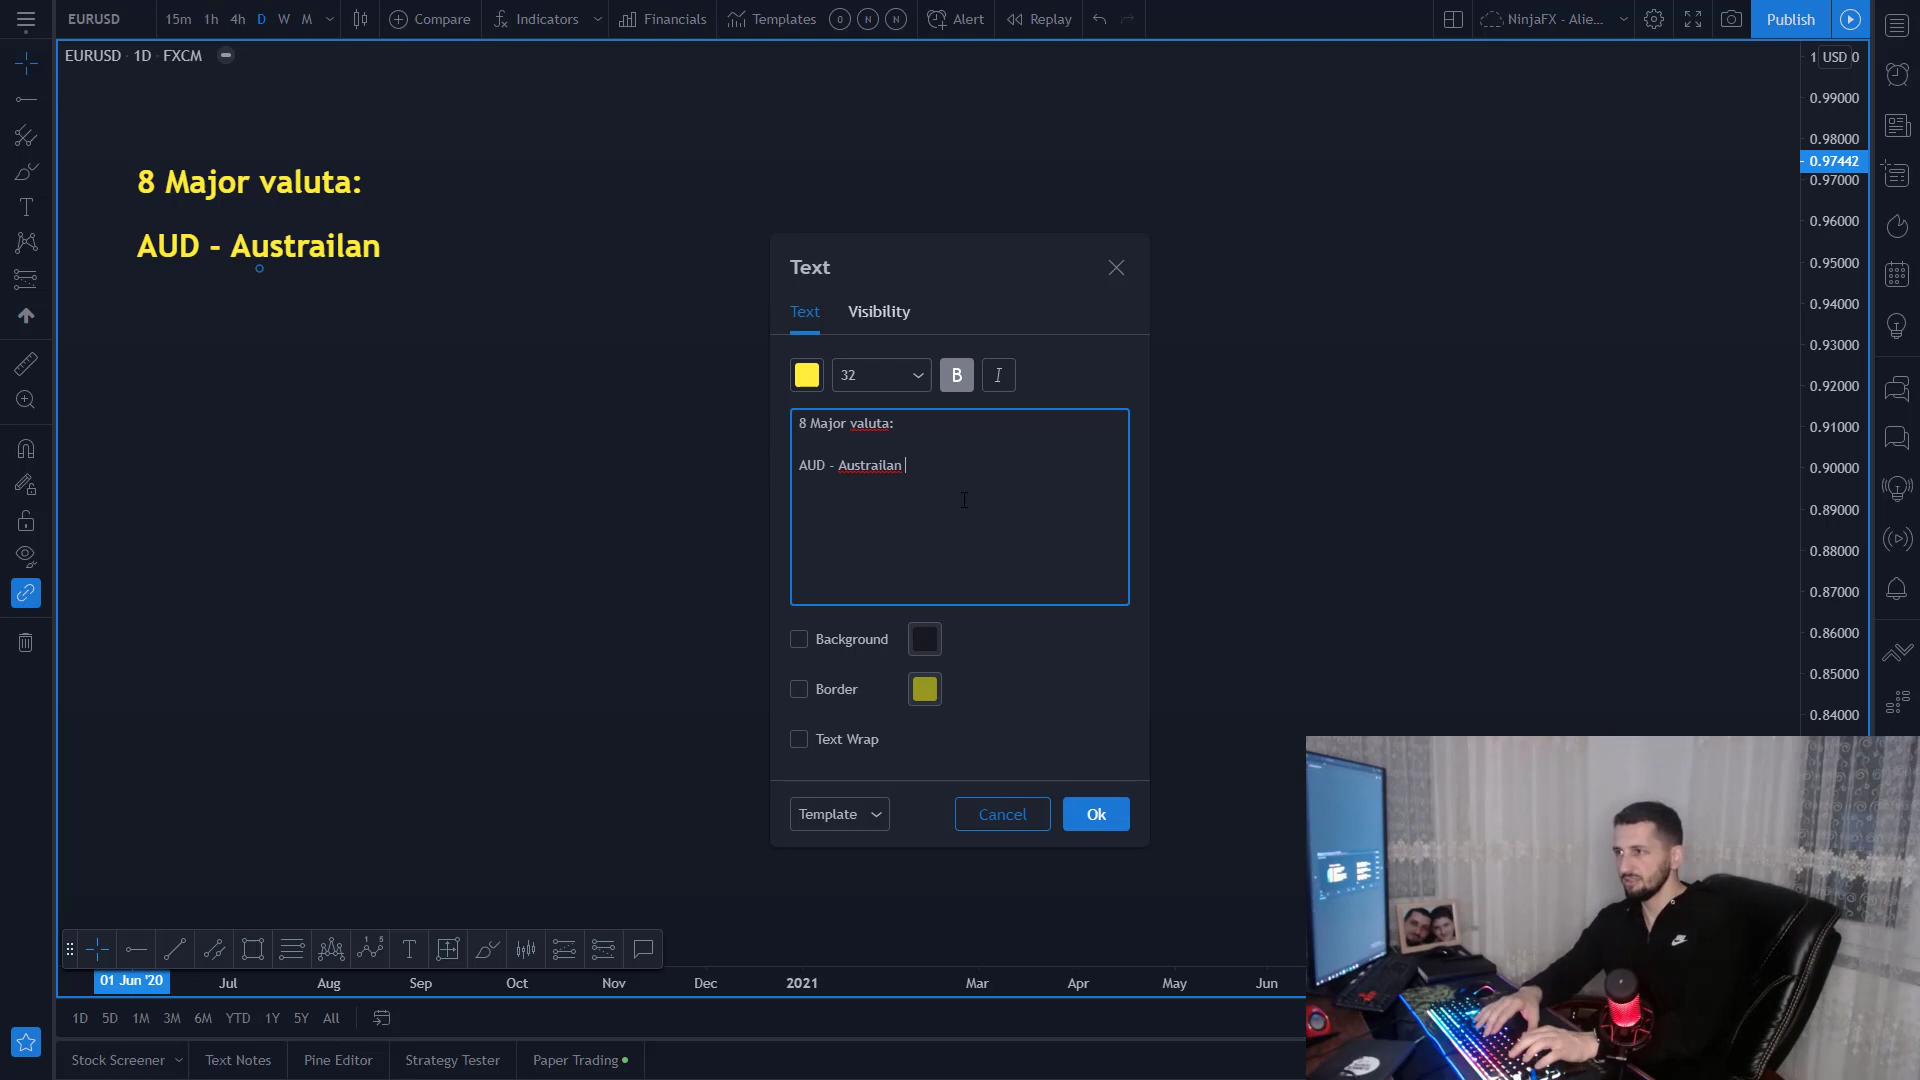 EURUSD 15m 1h 4h D W M Compare Indicators Financials Templates O N N Alert Replay NinjaFX - Alie... Publish
EURUSD · 1D · FXCM
1 USD 0
0.99000
0.98000
0.97442
0.97000
0.96000
0.95000
0.94000
0.93000
0.92000
0.91000
0.90000
0.89000
0.88000
0.87000
0.86000
0.85000
0.84000
8 Major valuta:
AUD - Austrailan
Text
Text Visibility
32 B I
8 Major valuta:
AUD - Austrailan
Background
Border
Text Wrap
Template Cancel Ok
01 Jun '20 Jul Aug Sep Oct Nov Dec 2021 Mar Apr May Jun
1D 5D 1M 3M 6M YTD 1Y 5Y All
Stock Screener Text Notes Pine Editor Strategy Tester Paper Trading